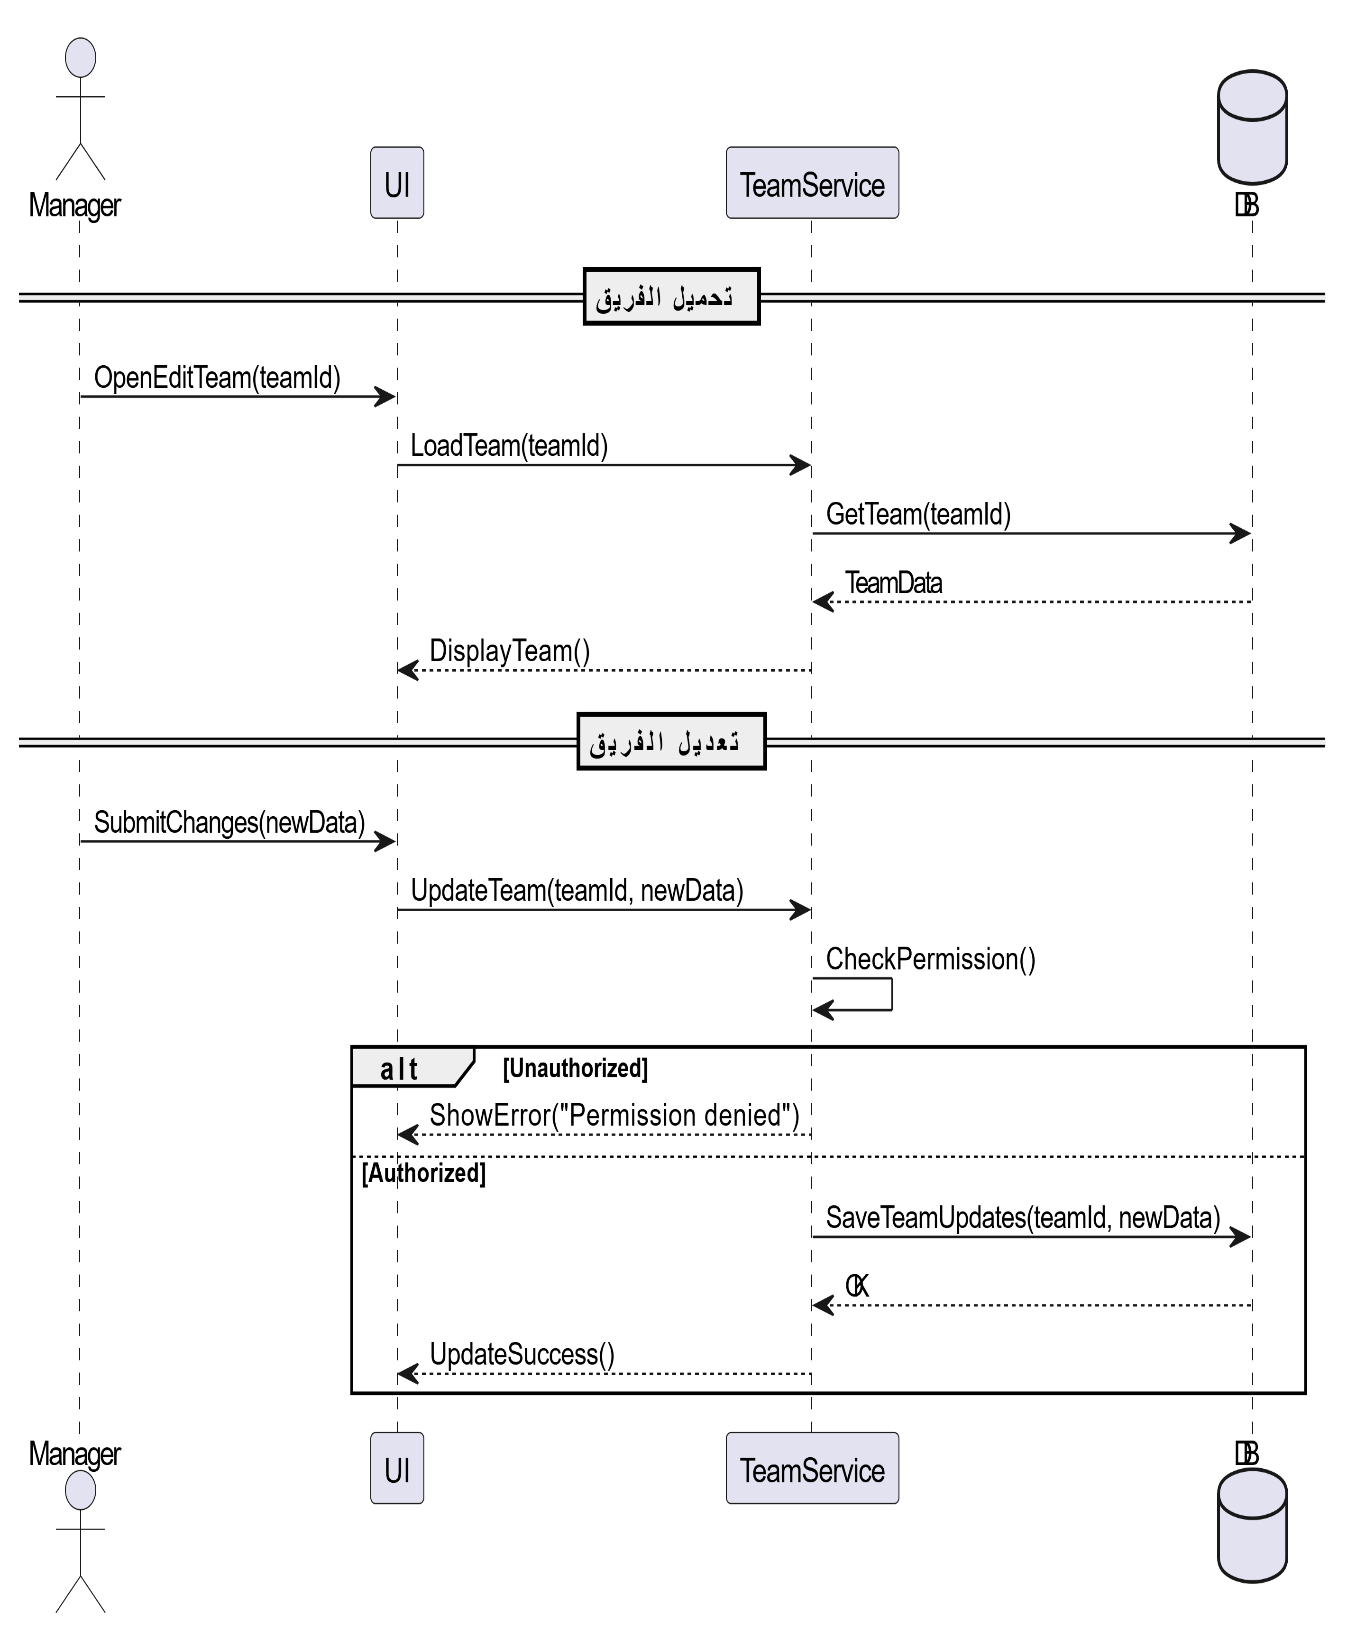 Manager
UI
TeamService
DB
تحميل الفريق
OpenEditTeam(teamId)
LoadTeam(teamId)
GetTeam(teamId)
TeamData
DisplayTeam()
تعديل الفريق
SubmitChanges(newData)
UpdateTeam(teamId, newData)
CheckPermission()
alt [Unauthorized]
ShowError("Permission denied")
[Authorized]
SaveTeamUpdates(teamId, newData)
OK
UpdateSuccess()
Manager
UI
TeamService
DB